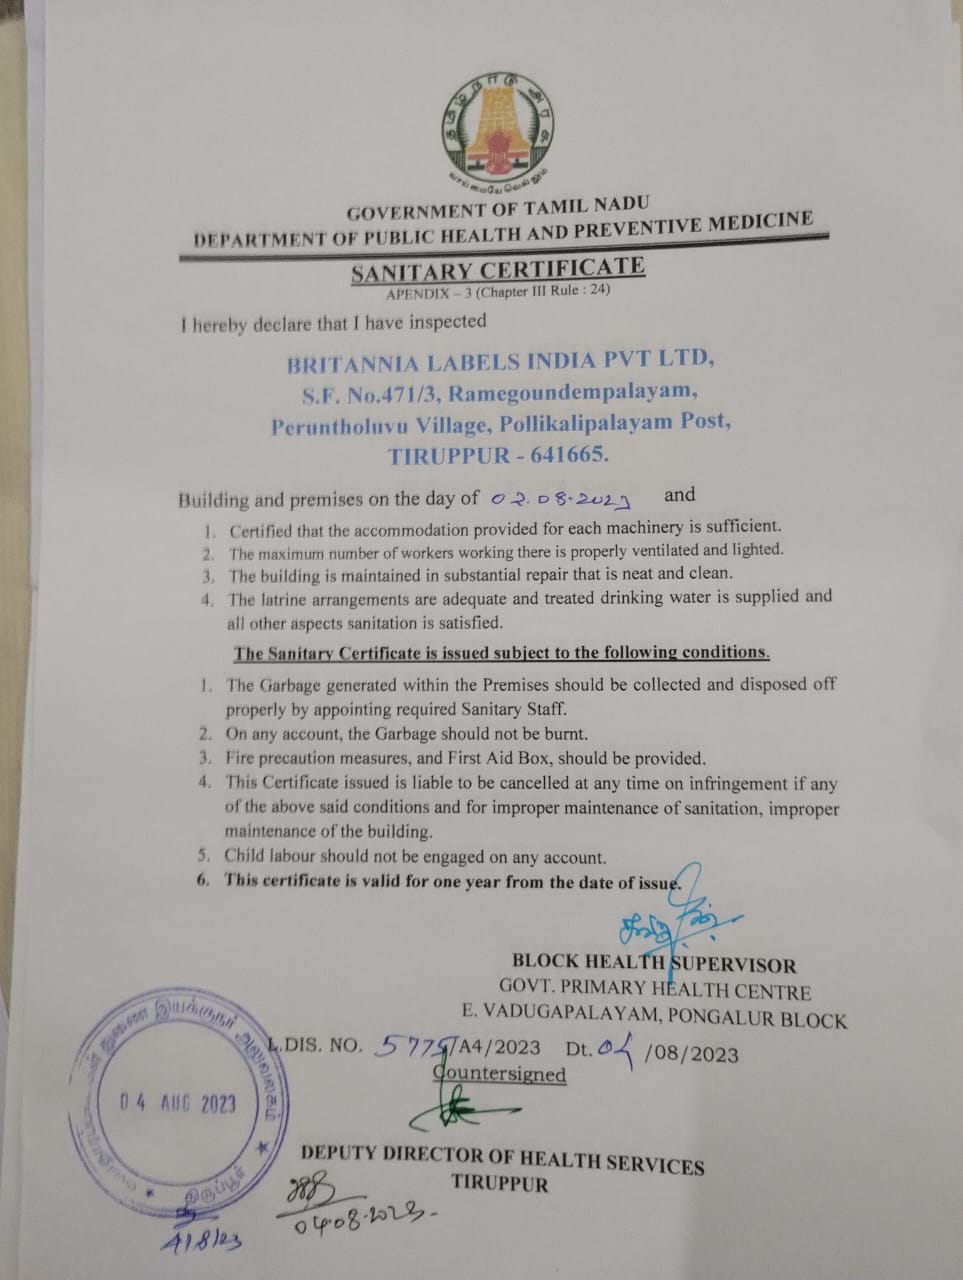 தமிழ்நாடு அரசு
வாய்மையே வெல்லும்
GOVERNMENT OF TAMIL NADU
DEPARTMENT OF PUBLIC HEALTH AND PREVENTIVE MEDICINE
SANITARY CERTIFICATE
APENDIX – 3 (Chapter III Rule : 24)
I hereby declare that I have inspected
BRITANNIA LABELS INDIA PVT LTD,
S.F. No.471/3, Ramegoundempalayam,
Peruntholuvu Village, Pollikalipalayam Post,
TIRUPPUR - 641665.
Building and premises on the day of 02.08.2023 and
1. Certified that the accommodation provided for each machinery is sufficient.
2. The maximum number of workers working there is properly ventilated and lighted.
3. The building is maintained in substantial repair that is neat and clean.
4. The latrine arrangements are adequate and treated drinking water is supplied and
all other aspects sanitation is satisfied.
The Sanitary Certificate is issued subject to the following conditions.
1. The Garbage generated within the Premises should be collected and disposed off
properly by appointing required Sanitary Staff.
2. On any account, the Garbage should not be burnt.
3. Fire precaution measures, and First Aid Box, should be provided.
4. This Certificate issued is liable to be cancelled at any time on infringement if any
of the above said conditions and for improper maintenance of sanitation, improper
maintenance of the building.
5. Child labour should not be engaged on any account.
6. This certificate is valid for one year from the date of issue.
BLOCK HEALTH SUPERVISOR
GOVT. PRIMARY HEALTH CENTRE
E. VADUGAPALAYAM, PONGALUR BLOCK
L.DIS. NO. 5775/A4/2023 Dt. 04/08/2023
Countersigned
துணை இயக்குநர் அலுவலகம்
04 AUG 2023
திருப்பூர்
DEPUTY DIRECTOR OF HEALTH SERVICES
TIRUPPUR
04.08.2023.
4/8/23